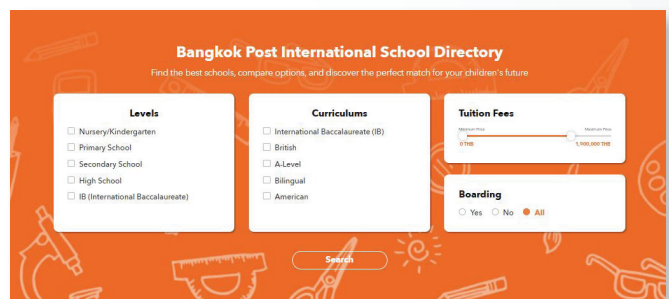 Bangkok Post International School Directory
Find the best schools, compare options, and discover the perfect match for your children's future
Levels
Nursery/Kindergarten
Primary School
Secondary School
High School
IB (International Baccalaureate)
Curriculums
International Baccalaureate (IB)
British
A-Level
Bilingual
American
Tuition Fees
Minimum Price Maximum Price
0 THB 1,900,000 THB
Boarding
Yes No All
Search